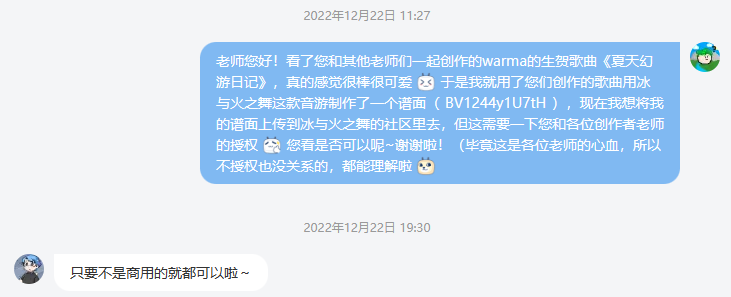 2022年12月22日 11:27
老师您好！看了您和其他老师们一起创作的warma的生贺歌曲《夏天幻
游日记》，真的感觉很棒很可爱 于是我就用了你们创作的歌曲用冰
与火之舞这款音游制作了一个谱面（ BV1244y1U7tH ），现在我想将我
的谱面上传到冰与火之舞的社区里去，但这需要一下您和各位创作者老师
的授权 您看是否可以呢~谢谢啦！（毕竟这是各位老师的心血，所以
不授权也没关系的，都能理解啦
2022年12月22日 19:30
只要不是商用的就都可以啦～